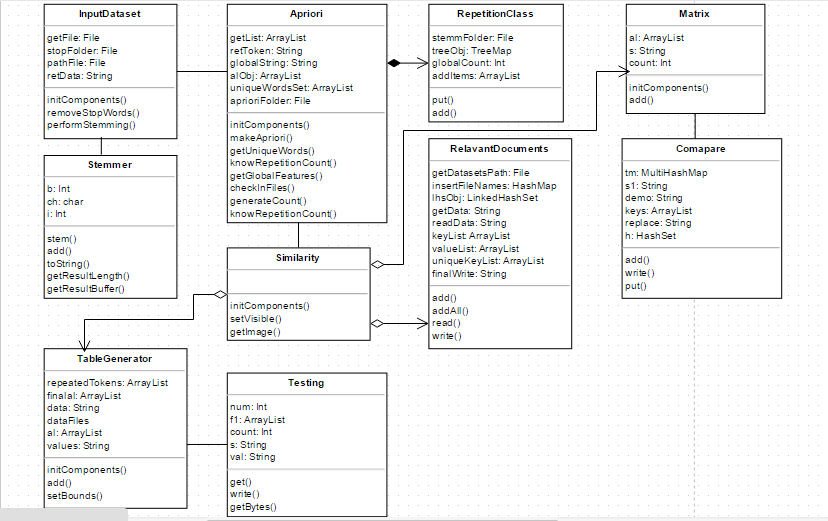 InputDataset
getFile: File
stopFolder: File
pathFile: File
retData: String
initComponents()
removeStopWords()
performStemming()
Apriori
getList: ArrayList
retToken: String
globalString: String
alObj: ArrayList
uniqueWordsSet: ArrayList
aprioriFolder: File
initComponents()
makeApriori()
getUniqueWords()
knowRepetitionCount()
getGlobalFeatures()
checkInFiles()
generateCount()
knowRepetitionCount()
RepetitionClass
stemmFolder: File
treeObj: TreeMap
globalCount: Int
addItems: ArrayList
put()
add()
Matrix
al: ArrayList
s: String
count: Int
initComponents()
add()
Stemmer
b: Int
ch: char
i: Int
stem()
add()
toString()
getResultLength()
getResultBuffer()
RelavantDocuments
getDatasetsPath: File
insertFileNames: HashMap
lhsObj: LinkedHashSet
getData: String
readData: String
keyList: ArrayList
valueList: ArrayList
uniqueKeyList: ArrayList
finalWrite: String
add()
addAll()
read()
write()
Comapare
tm: MultiHashMap
s1: String
demo: String
keys: ArrayList
replace: String
h: HashSet
add()
write()
put()
Similarity
initComponents()
setVisible()
getImage()
TableGenerator
repeatedTokens: ArrayList
finalal: ArrayList
data: String
dataFiles
al: ArrayList
values: String
initComponents()
add()
setBounds()
Testing
num: Int
f1: ArrayList
count: Int
s: String
val: String
get()
write()
getBytes()